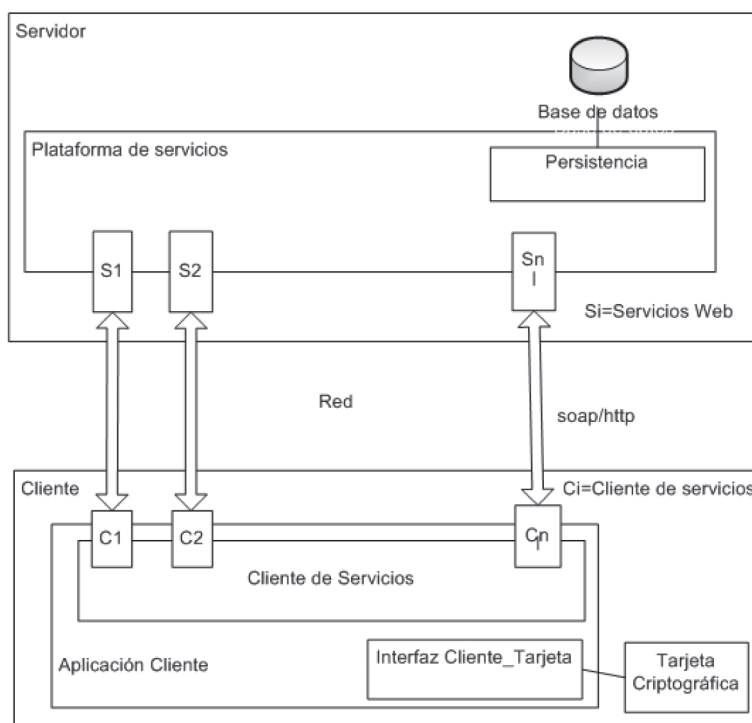 Servidor
Base de datos
Plataforma de servicios
Persistencia
S1
S2
Sn
Si=Servicios Web
Red
soap/http
Cliente
Ci=Cliente de servicios
C1
C2
Cn
Cliente de Servicios
Aplicación Cliente
Interfaz Cliente_Tarjeta
Tarjeta
Criptográfica